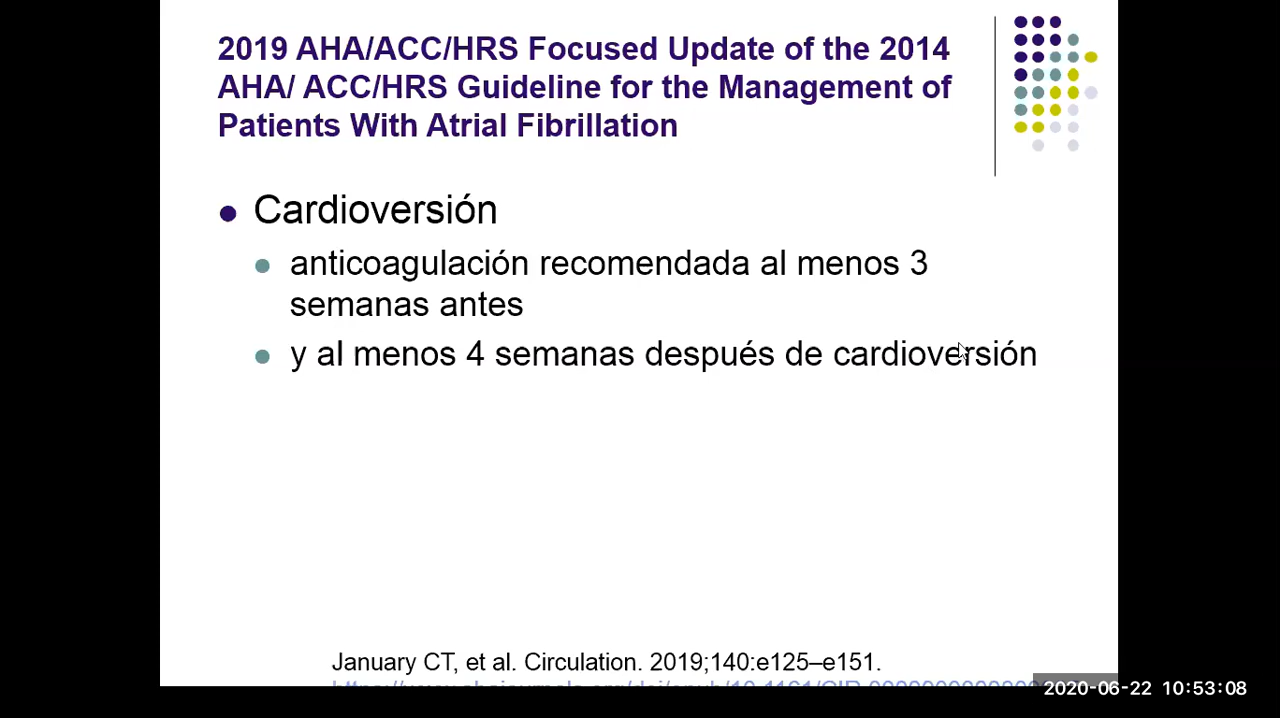 2019 AHA/ACC/HRS Focused Update of the 2014
AHA/ ACC/HRS Guideline for the Management of
Patients With Atrial Fibrillation
Cardioversión
anticoagulación recomendada al menos 3
semanas antes
y al menos 4 semanas después de cardioversión
January CT, et al. Circulation. 2019;140:e125–e151.
2020-06-22 10:53:08